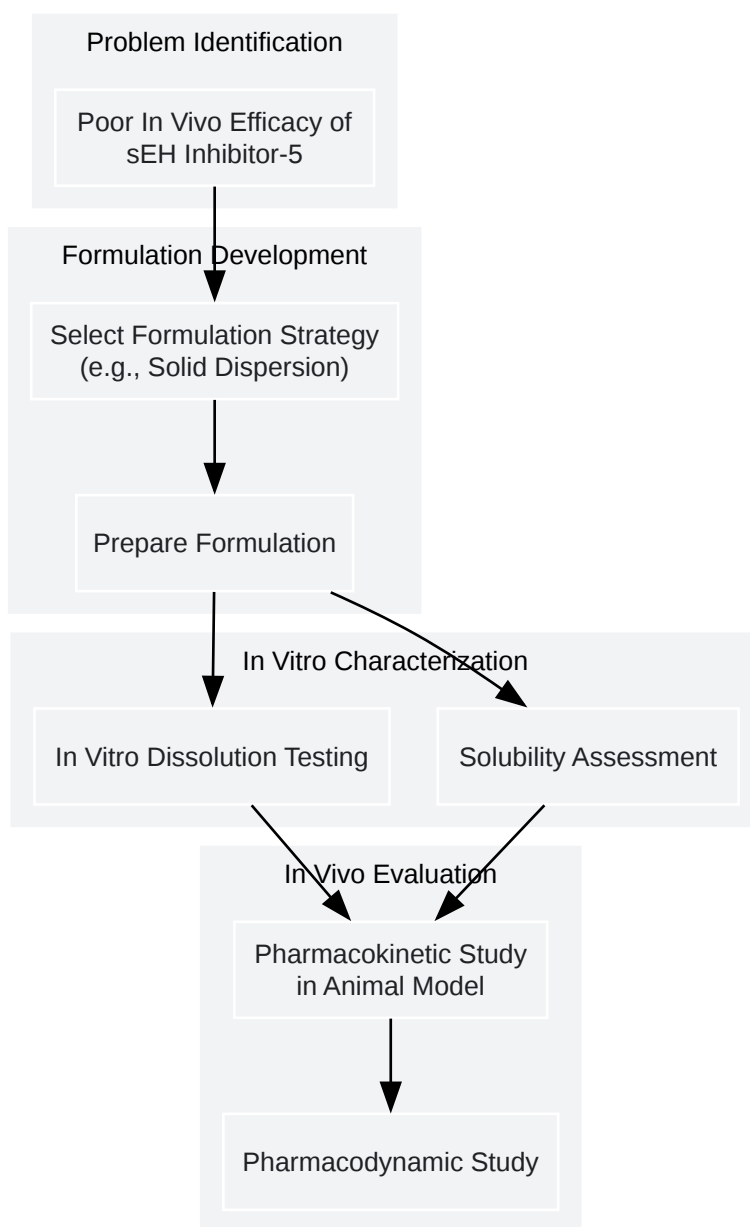 Problem Identification
Poor In Vivo Efficacy of
sEH Inhibitor-5
Formulation Development
Select Formulation Strategy
(e.g., Solid Dispersion)
Prepare Formulation
In Vitro Characterization
In Vitro Dissolution Testing
Solubility Assessment
In Vivo Evaluation
Pharmacokinetic Study
in Animal Model
Pharmacodynamic Study